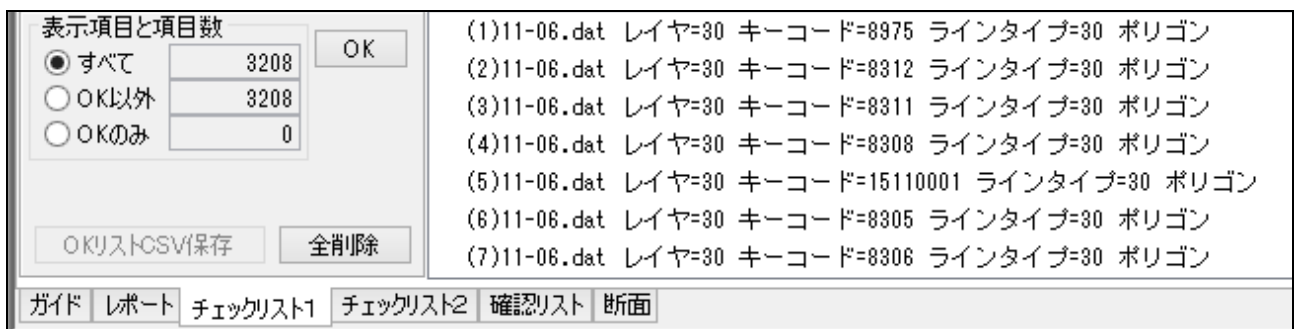 表示項目と項目数
すべて 3208
OK以外 3208
OKのみ 0
OK
OKリストCSV保存 全削除
(1)11-06.dat レイヤ=30 キーコード=8975 ラインタイプ=30 ポリゴン
(2)11-06.dat レイヤ=30 キーコード=8312 ラインタイプ=30 ポリゴン
(3)11-06.dat レイヤ=30 キーコード=8311 ラインタイプ=30 ポリゴン
(4)11-06.dat レイヤ=30 キーコード=8308 ラインタイプ=30 ポリゴン
(5)11-06.dat レイヤ=30 キーコード=15110001 ラインタイプ=30 ポリゴン
(6)11-06.dat レイヤ=30 キーコード=8305 ラインタイプ=30 ポリゴン
(7)11-06.dat レイヤ=30 キーコード=8306 ラインタイプ=30 ポリゴン
ガイド レポート チェックリスト1 チェックリスト2 確認リスト 断面